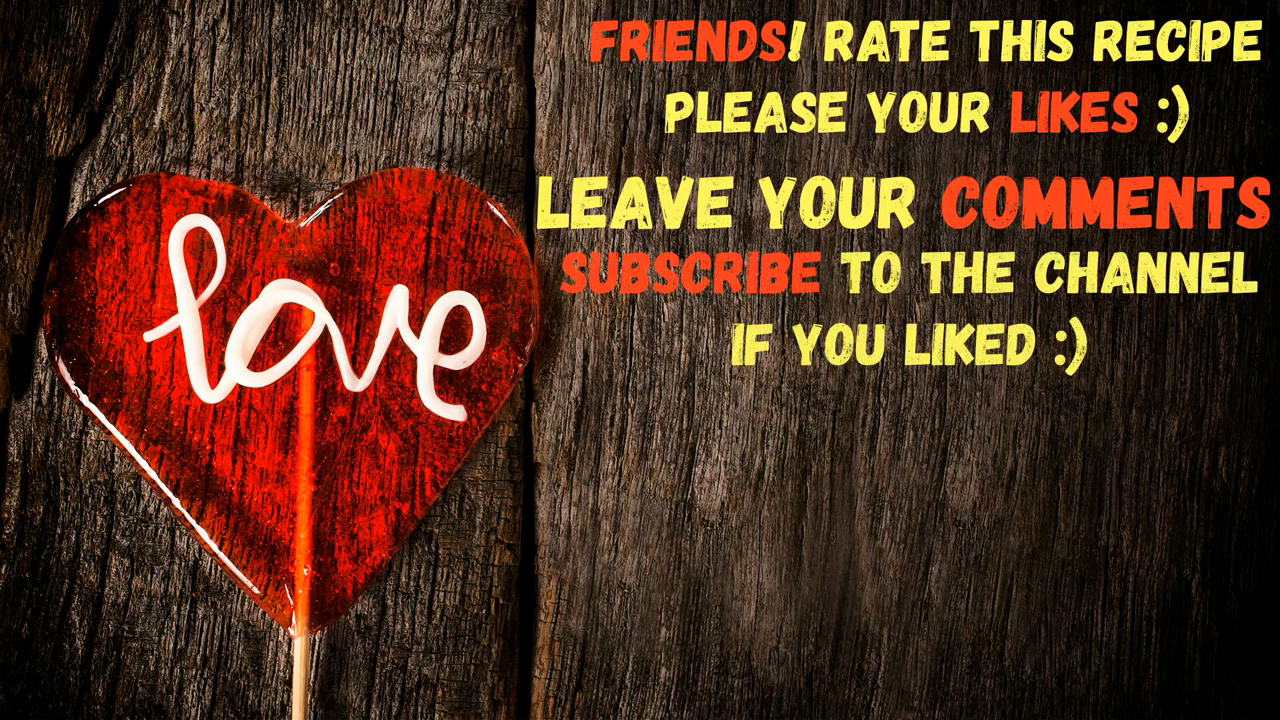 love
FRIENDS! RATE THIS RECIPE
PLEASE YOUR LIKES :)
LEAVE YOUR COMMENTS
SUBSCRIBE TO THE CHANNEL
IF YOU LIKED :)